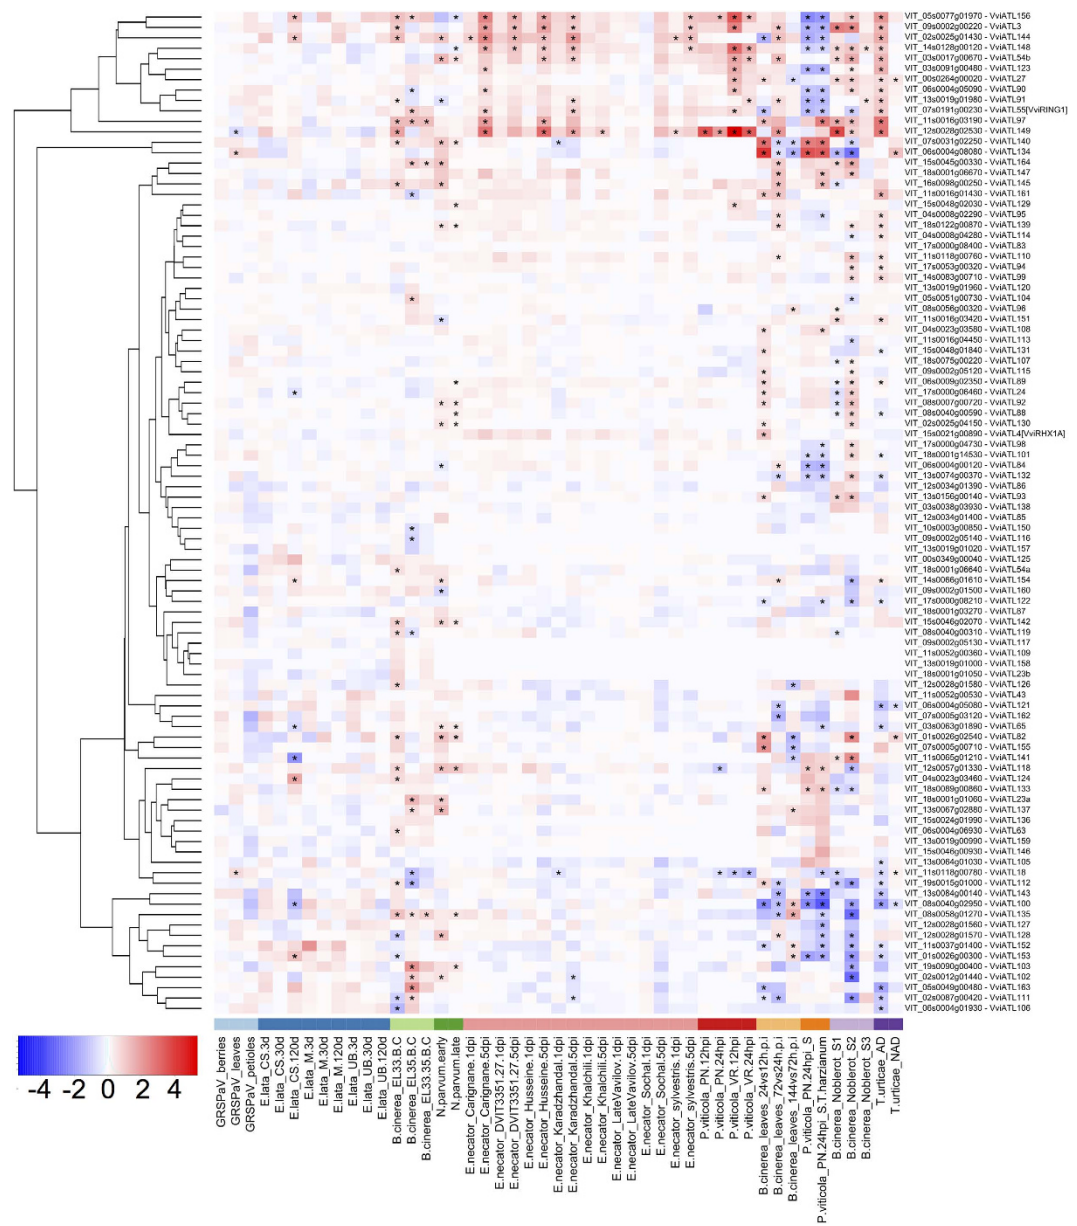 VIT_05s0077g01970 - VviATL156
VIT_09s0002g00220 - VviATL3
VIT_02s0025g01430 - VviATL144
VIT_14s0128g00120 - VviATL148
VIT_03s0017g00670 - VviATL54b
VIT_03s0091g00480 - VviATL123
VIT_00s0264g00020 - VviATL27
VIT_06s0004g05090 - VviATL90
VIT_13s0019g01980 - VviATL91
VIT_07s0191g00230 - VviATL55[VviRING1]
VIT_11s0016g03190 - VviATL97
VIT_12s0028g02530 - VviATL149
VIT_07s0031g02250 - VviATL140
VIT_06s0004g08080 - VviATL134
VIT_15s0045g00330 - VviATL164
VIT_18s0001g06670 - VviATL147
VIT_16s0098g00250 - VviATL145
VIT_11s0016g01430 - VviATL161
VIT_15s0048g02030 - VviATL129
VIT_04s0008g02290 - VviATL95
VIT_18s0122g00870 - VviATL139
VIT_04s0008g04280 - VviATL114
VIT_17s0000g08400 - VviATL83
VIT_11s0118g00760 - VviATL110
VIT_17s0053g00320 - VviATL94
VIT_14s0083g00710 - VviATL99
VIT_13s0019g01960 - VviATL120
VIT_05s0051g00730 - VviATL104
VIT_08s0056g00320 - VviATL96
VIT_11s0016g03420 - VviATL151
VIT_04s0023g03580 - VviATL108
VIT_11s0016g04450 - VviATL113
VIT_15s0048g01840 - VviATL131
VIT_18s0075g00220 - VviATL107
VIT_09s0002g05120 - VviATL115
VIT_06s0009g02350 - VviATL89
VIT_17s0000g06460 - VviATL24
VIT_08s0007g00720 - VviATL92
VIT_08s0040g00590 - VviATL88
VIT_02s0025g04150 - VviATL130
VIT_15s0021g00890 - VviATL4[VviRHX1A]
VIT_17s0000g04730 - VviATL98
VIT_18s0001g14530 - VviATL101
VIT_06s0004g00120 - VviATL84
VIT_13s0074g00370 - VviATL132
VIT_12s0034g01390 - VviATL86
VIT_13s0156g00140 - VviATL93
VIT_03s0038g03930 - VviATL138
VIT_12s0034g01400 - VviATL85
VIT_10s0003g00850 - VviATL150
VIT_09s0002g05140 - VviATL116
VIT_13s0019g01020 - VviATL157
VIT_00s0349g00040 - VviATL125
VIT_18s0001g06640 - VviATL54a
VIT_14s0066g01610 - VviATL154
VIT_09s0002g01500 - VviATL160
VIT_17s0000g08210 - VviATL122
VIT_18s0001g03270 - VviATL87
VIT_15s0046g02070 - VviATL142
VIT_08s0040g00310 - VviATL119
VIT_09s0002g05130 - VviATL117
VIT_11s0052g00360 - VviATL109
VIT_13s0019g01000 - VviATL158
VIT_18s0001g01050 - VviATL23b
VIT_12s0028g01580 - VviATL126
VIT_11s0052g00530 - VviATL43
VIT_06s0004g05080 - VviATL121
VIT_07s0005g03120 - VviATL162
VIT_03s0063g01890 - VviATL65
VIT_01s0026g02540 - VviATL82
VIT_07s0005g00710 - VviATL155
VIT_11s0065g01210 - VviATL141
VIT_12s0057g01330 - VviATL118
VIT_04s0023g03460 - VviATL124
VIT_18s0089g00860 - VviATL133
VIT_18s0001g01060 - VviATL23a
VIT_13s0067g02880 - VviATL137
VIT_15s0024g01990 - VviATL136
VIT_06s0004g06930 - VviATL63
VIT_13s0019g00990 - VviATL159
VIT_15s0046g00930 - VviATL146
VIT_13s0064g01030 - VviATL105
VIT_11s0118g00780 - VviATL18
VIT_19s0015g01000 - VviATL112
VIT_13s0084g00140 - VviATL143
VIT_08s0040g02950 - VviATL100
VIT_08s0058g01270 - VviATL135
VIT_12s0028g01560 - VviATL127
VIT_12s0028g01570 - VviATL128
VIT_11s0037g01400 - VviATL152
VIT_01s0026g00300 - VviATL153
VIT_19s0090g00400 - VviATL103
VIT_02s0012g01440 - VviATL102
VIT_05s0049g00480 - VviATL163
VIT_02s0087g00420 - VviATL111
VIT_06s0004g01930 - VviATL106
-4 -2 0 2 4
GRSPaV_berries
GRSPaV_leaves
GRSPaV_petioles
E.lata_CS.3d
E.lata_CS.30d
E.lata_CS.120d
E.lata_M.3d
E.lata_M.30d
E.lata_M.120d
E.lata_UB.3d
E.lata_UB.30d
E.lata_UB.120d
B.cinerea_EL33.B.C
B.cinerea_EL35.B.C
B.cinerea_EL33.35.B.C
N.parvum.early
N.parvum.late
E.necator_Carignane.1dpi
E.necator_Carignane.5dpi
E.necator_DVIT3351.27.1dpi
E.necator_DVIT3351.27.5dpi
E.necator_Husseine.1dpi
E.necator_Husseine.5dpi
E.necator_Karadzhandal.1dpi
E.necator_Karadzhandal.5dpi
E.necator_Khalchili.1dpi
E.necator_Khalchili.5dpi
E.necator_LateVavilov.1dpi
E.necator_LateVavilov.5dpi
E.necator_Sochal.1dpi
E.necator_Sochal.5dpi
E.necator_sylvestris.1dpi
E.necator_sylvestris.5dpi
P.viticola_PN.12hpi
P.viticola_PN.24hpi
P.viticola_VR.12hpi
P.viticola_VR.24hpi
B.cinerea_leaves_24vs12h.p.i
B.cinerea_leaves_72vs24h.p.i
B.cinerea_leaves_144vs72h.p.i
P.viticola_PN.24hpi_S
P.viticola_PN.24hpi_S.T.harzianum
B.cinerea_Noblerot_S1
B.cinerea_Noblerot_S2
B.cinerea_Noblerot_S3
T.urticae_AD
T.urticae_NAD